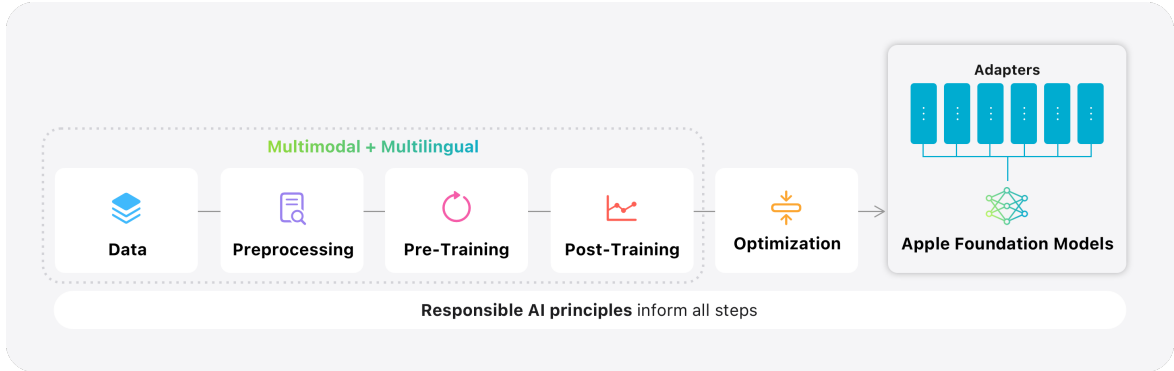 Adapters
Multimodal + Multilingual
Data
Preprocessing
Pre-Training
Post-Training
Optimization
Apple Foundation Models
Responsible AI principles inform all steps